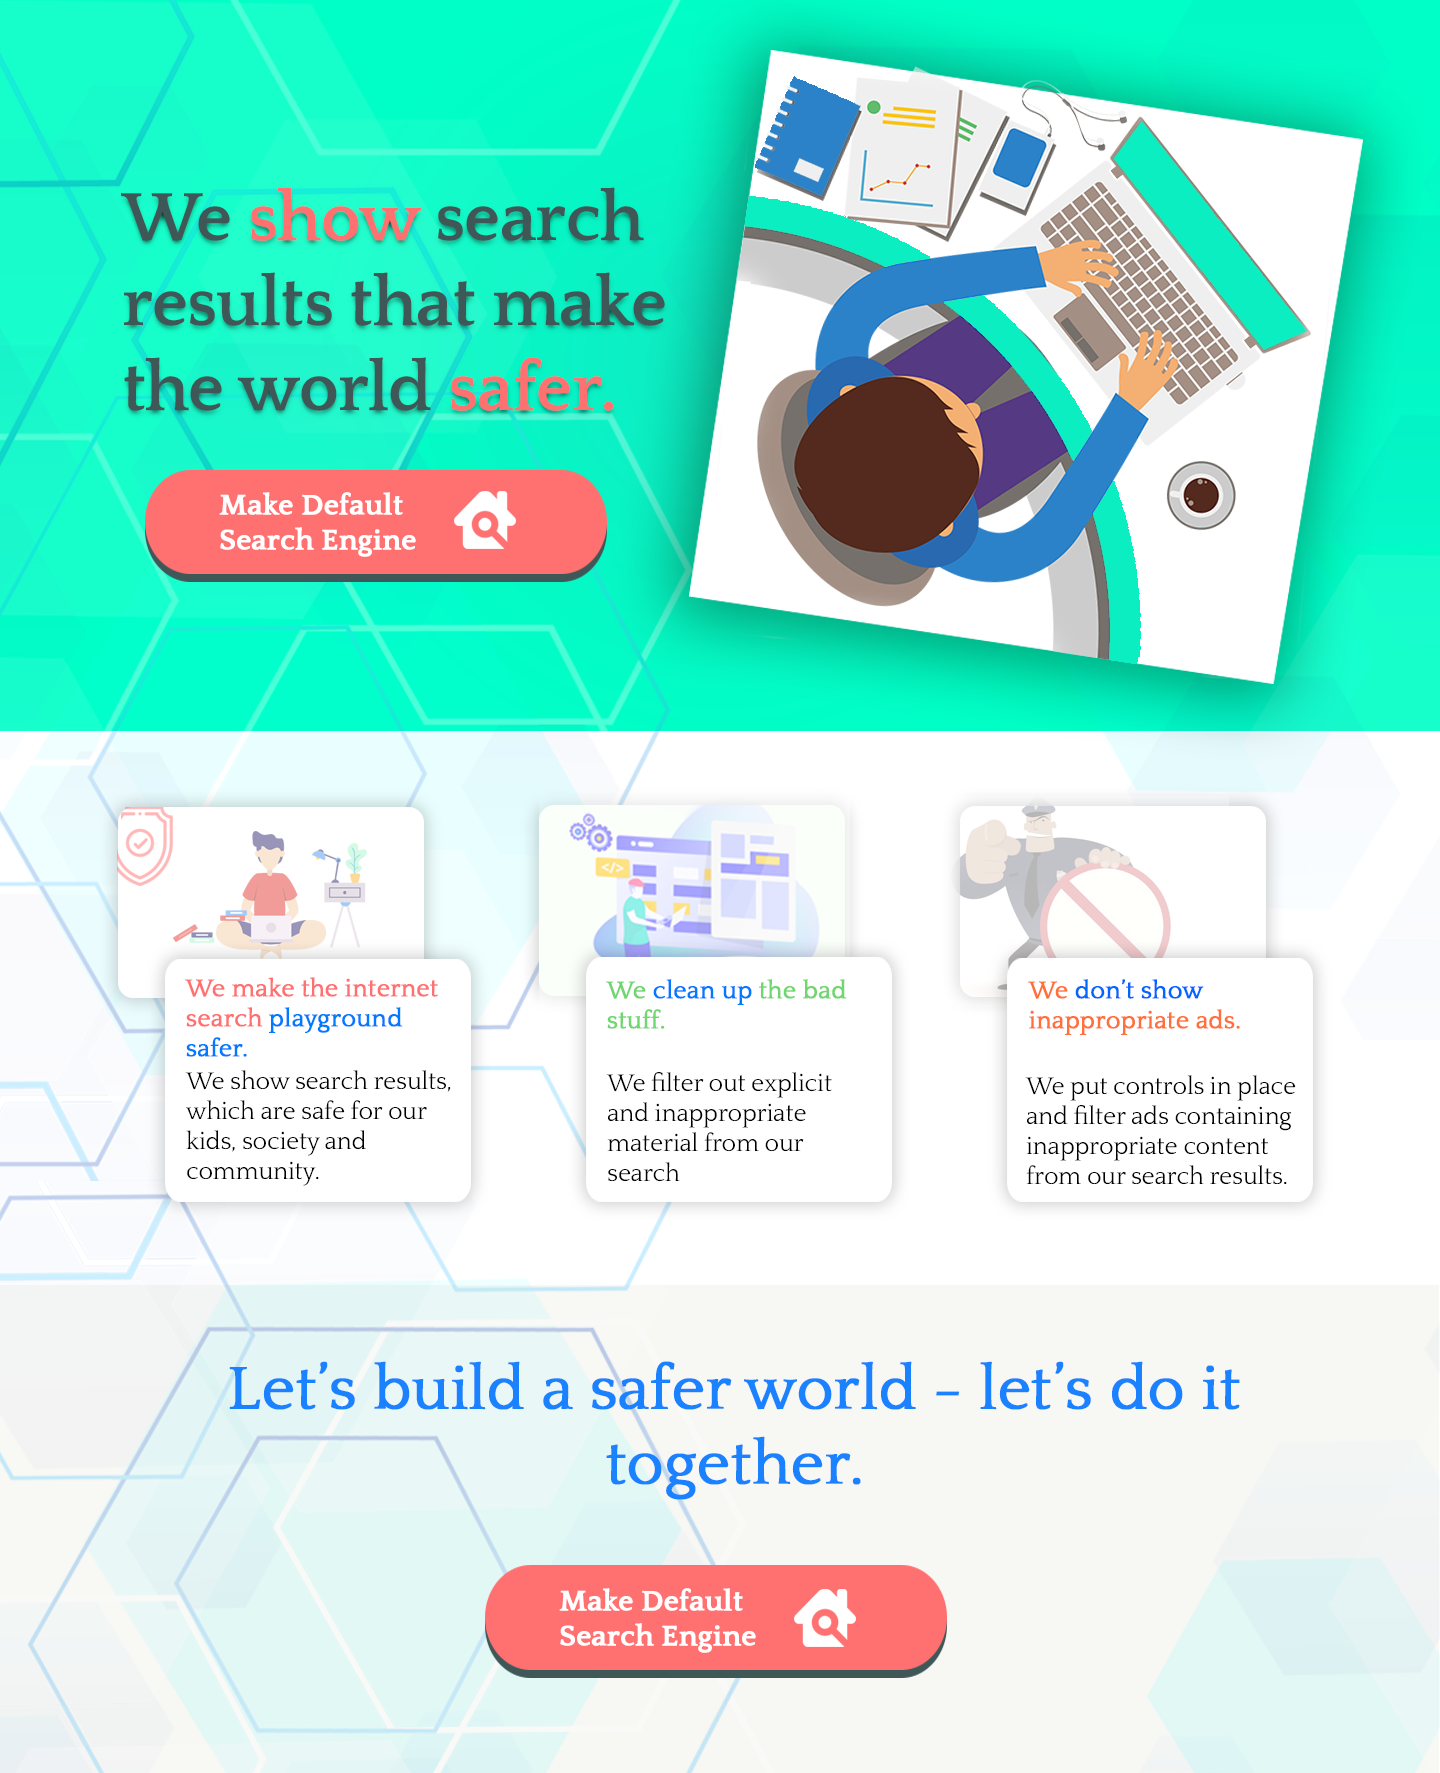 We show search
results that make
the world safer.
Make Default
Search Engine
We make the internet
search playground
safer.
We show search results,
which are safe for our
kids, society and
community.
</>
We clean up the bad
stuff.
We filter out explicit
and inappropriate
material from our
search
We don’t show
inappropriate ads.
We put controls in place
and filter ads containing
inappropriate content
from our search results.
Let’s build a safer world – let’s do it
together.
Make Default
Search Engine